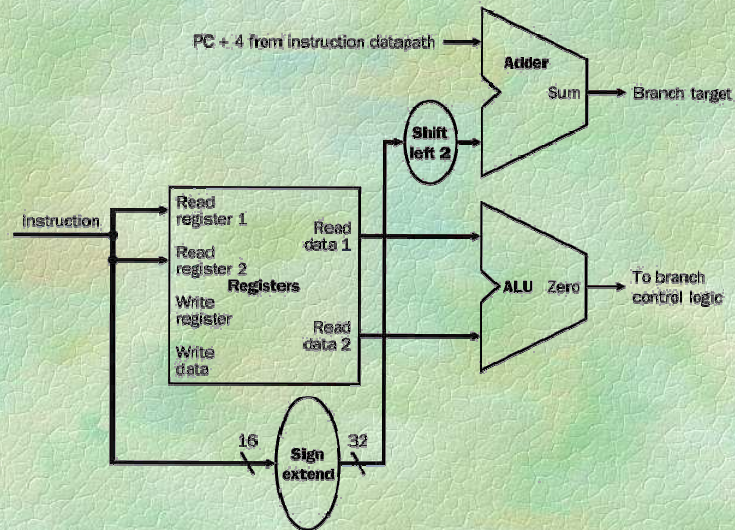 PC + 4 from instruction datapath
Adder
Sum
Branch target
Shift
left 2
Instruction
Read
register 1
Read
data 1
Read
register 2
Registers
Write
register
Read
data 2
Write
data
ALU
Zero
To branch
control logic
16
32
Sign
extend